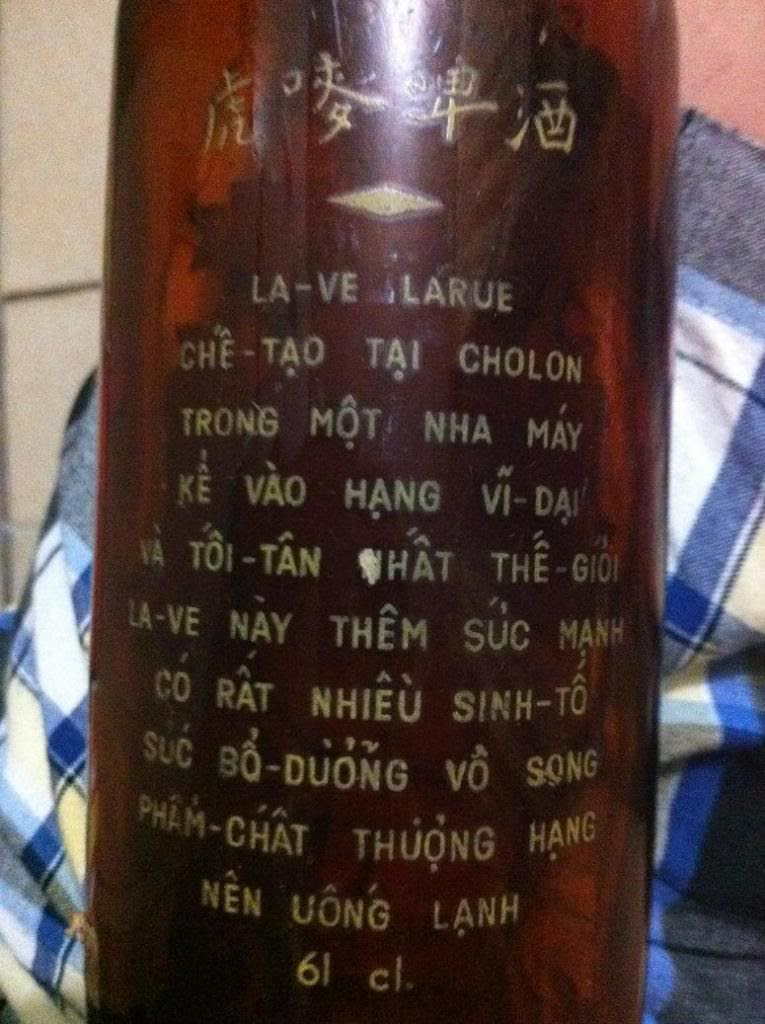 虎嘜啤酒
LA-VE LARUE
CHẾ-TẠO TẠI CHOLON
TRONG MỘT NHA MÁY
KỂ VÀO HẠNG VĨ-DẠI
VÀ TỐI-TÂN NHẤT THẾ-GIỚI
LA-VE NÀY THÊM SỨC MẠNH
CÓ RẤT NHIÊÙ SINH-TỐ
SỨC BỔ-DƯỠNG VÔ SONG
PHẨM-CHẤT THƯỢNG HẠNG
NÊN UỐNG LẠNH
61 cl.